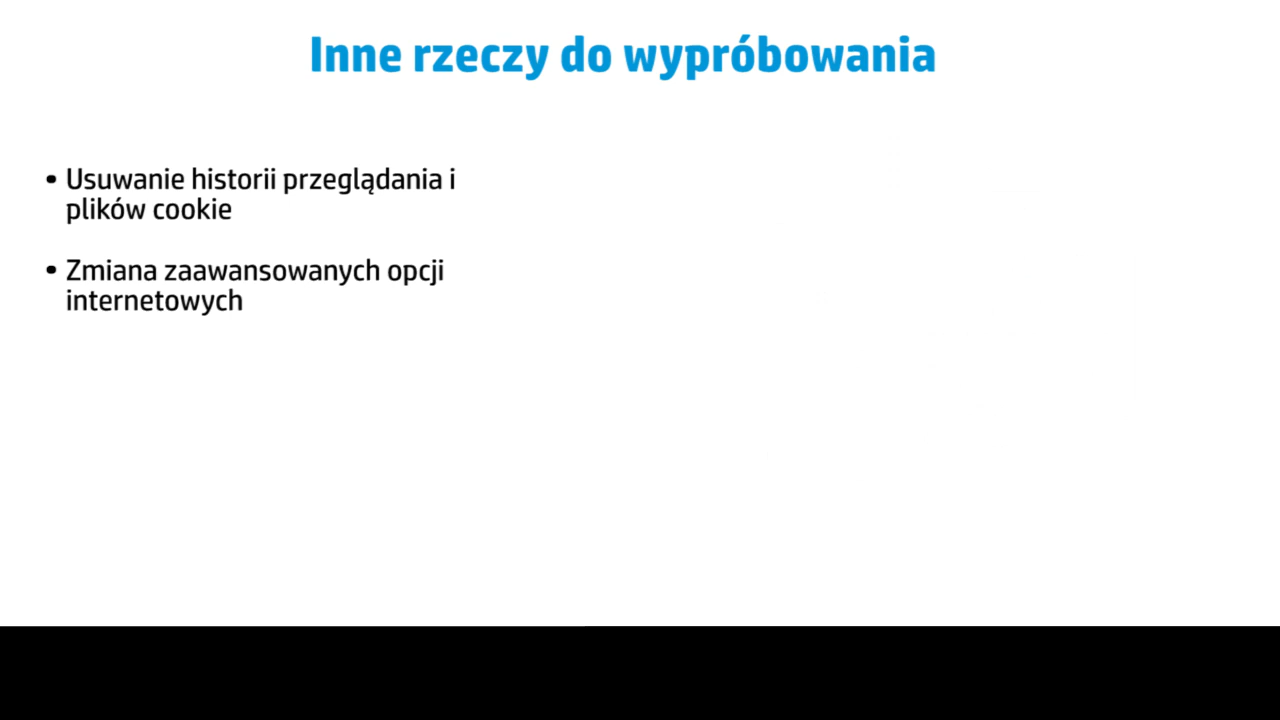 Inne rzeczy do wypróbowania
• Usuwanie historii przeglądania i
plików cookie
• Zmiana zaawansowanych opcji
internetowych